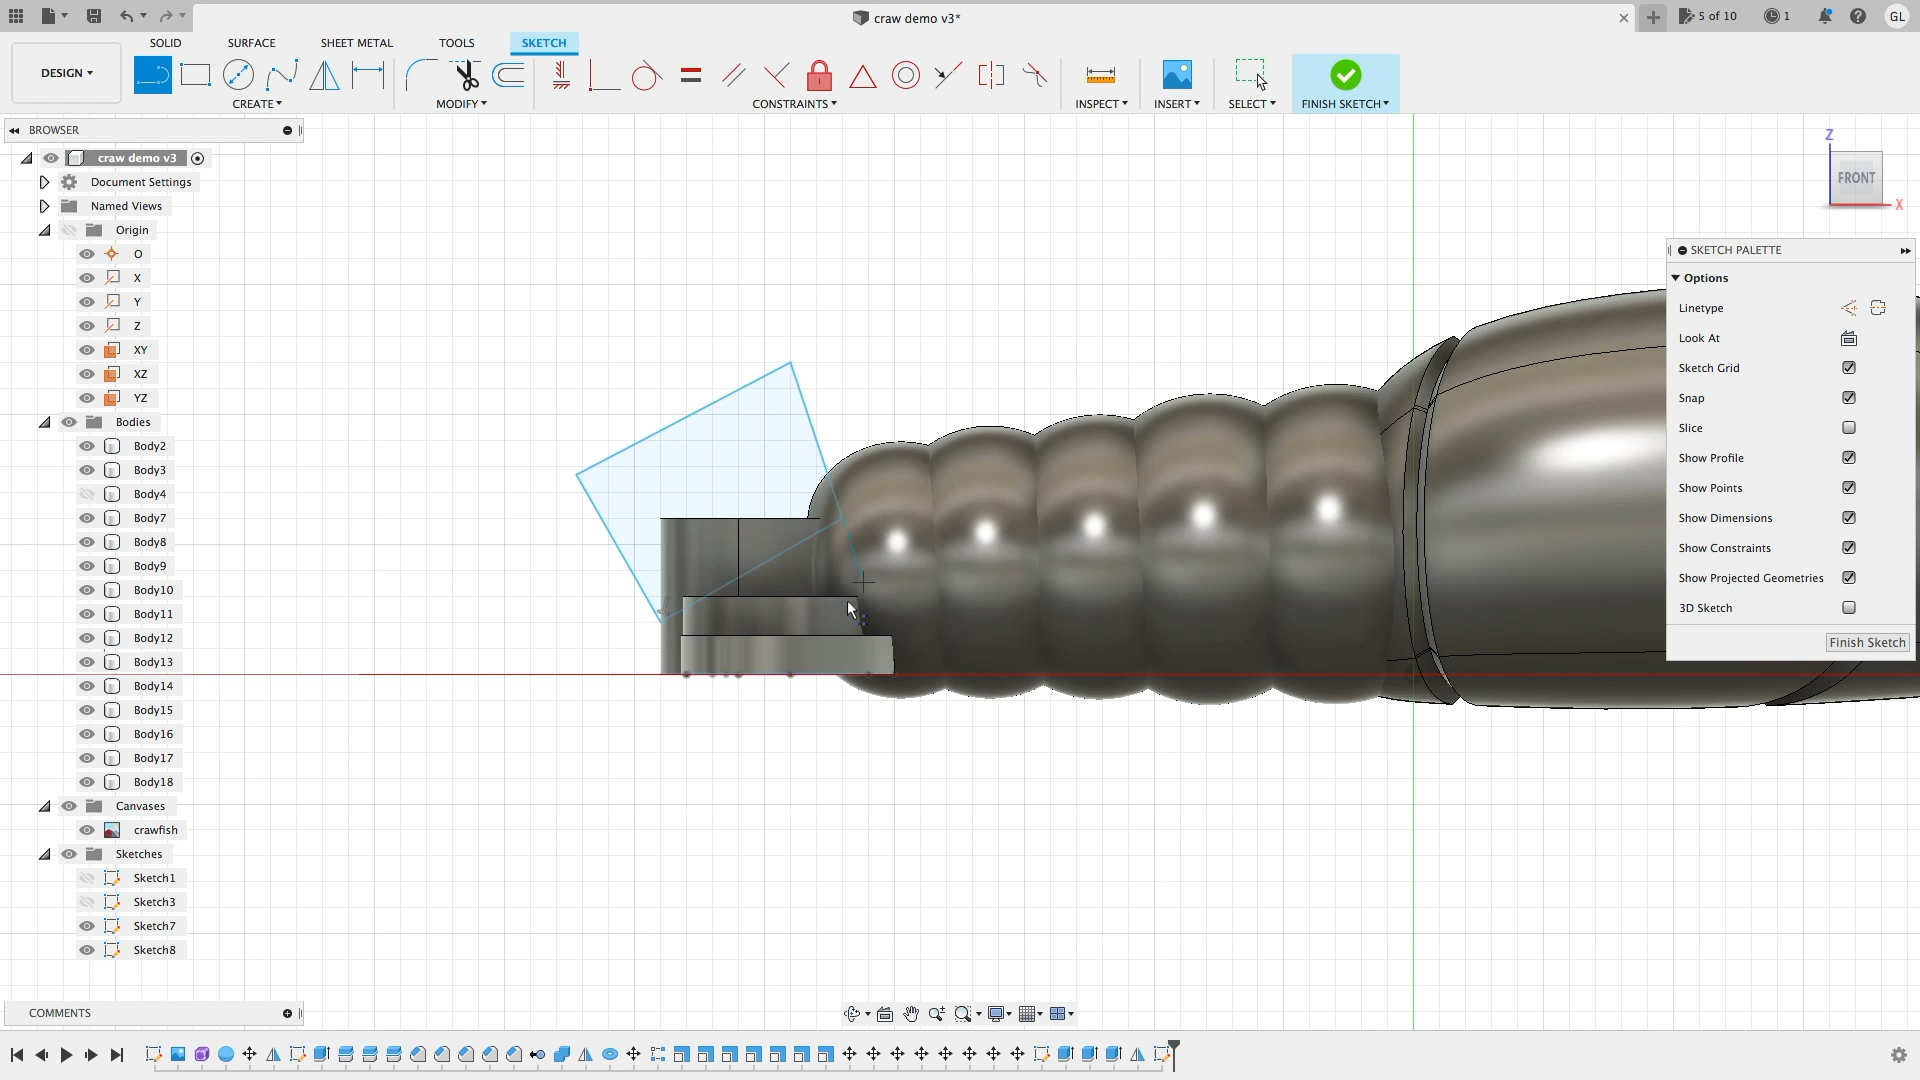 craw demo v3*
5 of 10
1
GL
DESIGN
SOLID
SURFACE
SHEET METAL
TOOLS
SKETCH
CREATE
MODIFY
CONSTRAINTS
INSPECT
INSERT
SELECT
FINISH SKETCH
BROWSER
craw demo v3
Document Settings
Named Views
Origin
O
X
Y
Z
XY
XZ
YZ
Bodies
Body2
Body3
Body4
Body7
Body8
Body9
Body10
Body11
Body12
Body13
Body14
Body15
Body16
Body17
Body18
Canvases
crawfish
Sketches
Sketch1
Sketch3
Sketch7
Sketch8
COMMENTS
Z
FRONT
X
SKETCH PALETTE
Options
Linetype
Look At
Sketch Grid
Snap
Slice
Show Profile
Show Points
Show Dimensions
Show Constraints
Show Projected Geometries
3D Sketch
Finish Sketch